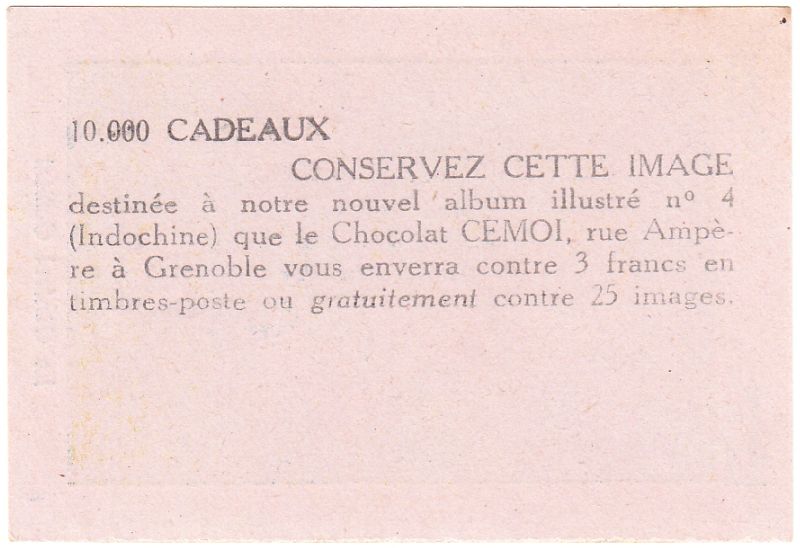 10.000 CADEAUX
CONSERVEZ CETTE IMAGE
destinée à notre nouvel album illustré nº 4
(Indochine) que le Chocolat CEMOI, rue Ampè-
re à Grenoble vous enverra contre 3 francs en
timbres-poste ou gratuitement contre 25 images.